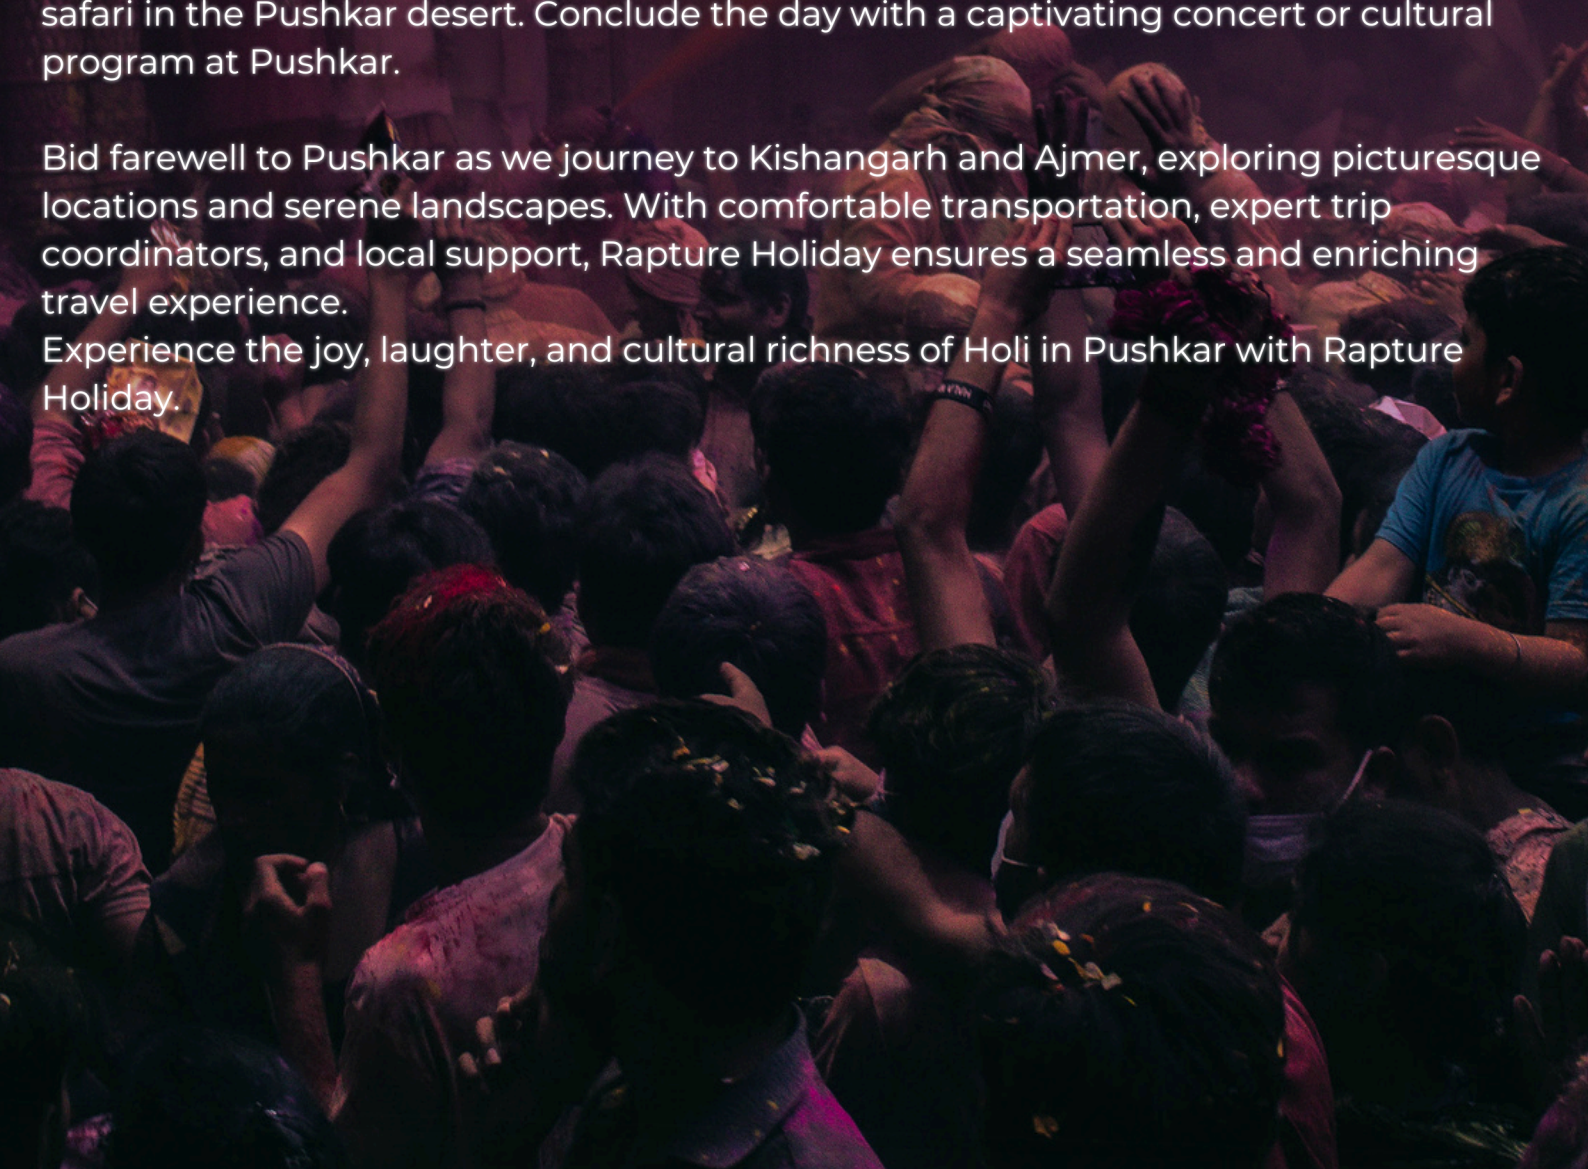 safari in the Pushkar desert. Conclude the day with a captivating concert or cultural
program at Pushkar.
Bid farewell to Pushkar as we journey to Kishangarh and Ajmer, exploring picturesque
locations and serene landscapes. With comfortable transportation, expert trip
coordinators, and local support, Rapture Holiday ensures a seamless and enriching
travel experience.
Experience the joy, laughter, and cultural richness of Holi in Pushkar with Rapture
Holiday.